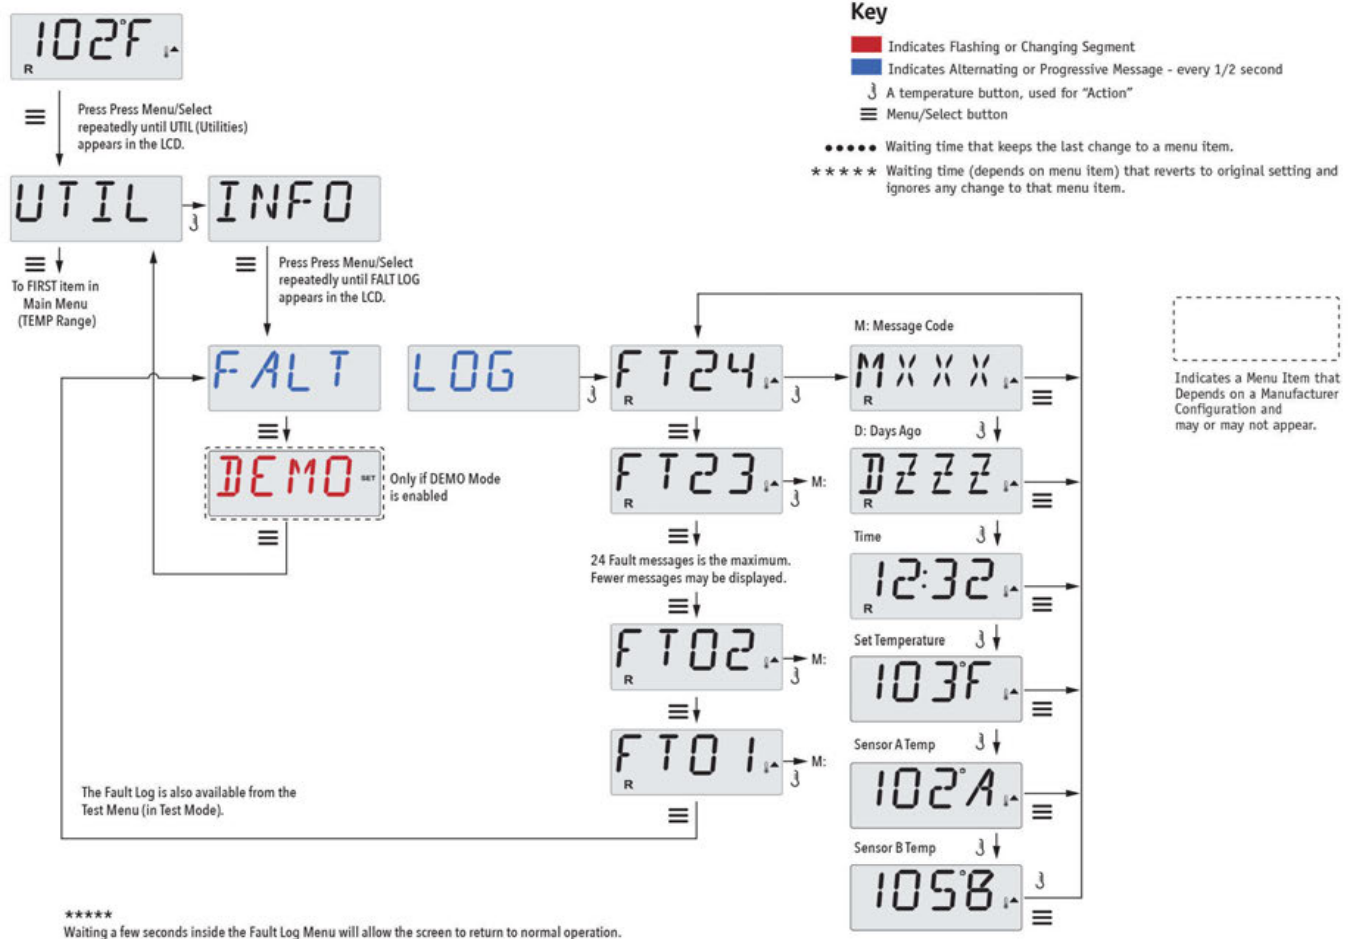 102°F
R
Press Press Menu/Select
repeatedly until UTIL (Utilities)
appears in the LCD.
Key
Indicates Flashing or Changing Segment
Indicates Alternating or Progressive Message - every 1/2 second
A temperature button, used for “Action”
Menu/Select button
••••• Waiting time that keeps the last change to a menu item.
***** Waiting time (depends on menu item) that reverts to original setting and
ignores any change to that menu item.
UTIL
INFO
To FIRST item in
Main Menu
(TEMP Range)
Press Press Menu/Select
repeatedly until FALT LOG
appears in the LCD.
FALT
LOG
DEMO
SET
Only if DEMO Mode
is enabled
FT24
R
FT23
R
M:
24 Fault messages is the maximum.
Fewer messages may be displayed.
FT02
R
M:
FT01
R
M:
M: Message Code
MXXX
R
D: Days Ago
DZZZ
R
Time
12:32
R
Set Temperature
103°F
Sensor A Temp
102°A
Sensor B Temp
105°B
Indicates a Menu Item that
Depends on a Manufacturer
Configuration and
may or may not appear.
The Fault Log is also available from the
Test Menu (in Test Mode).
*****
Waiting a few seconds inside the Fault Log Menu will allow the screen to return to normal operation.